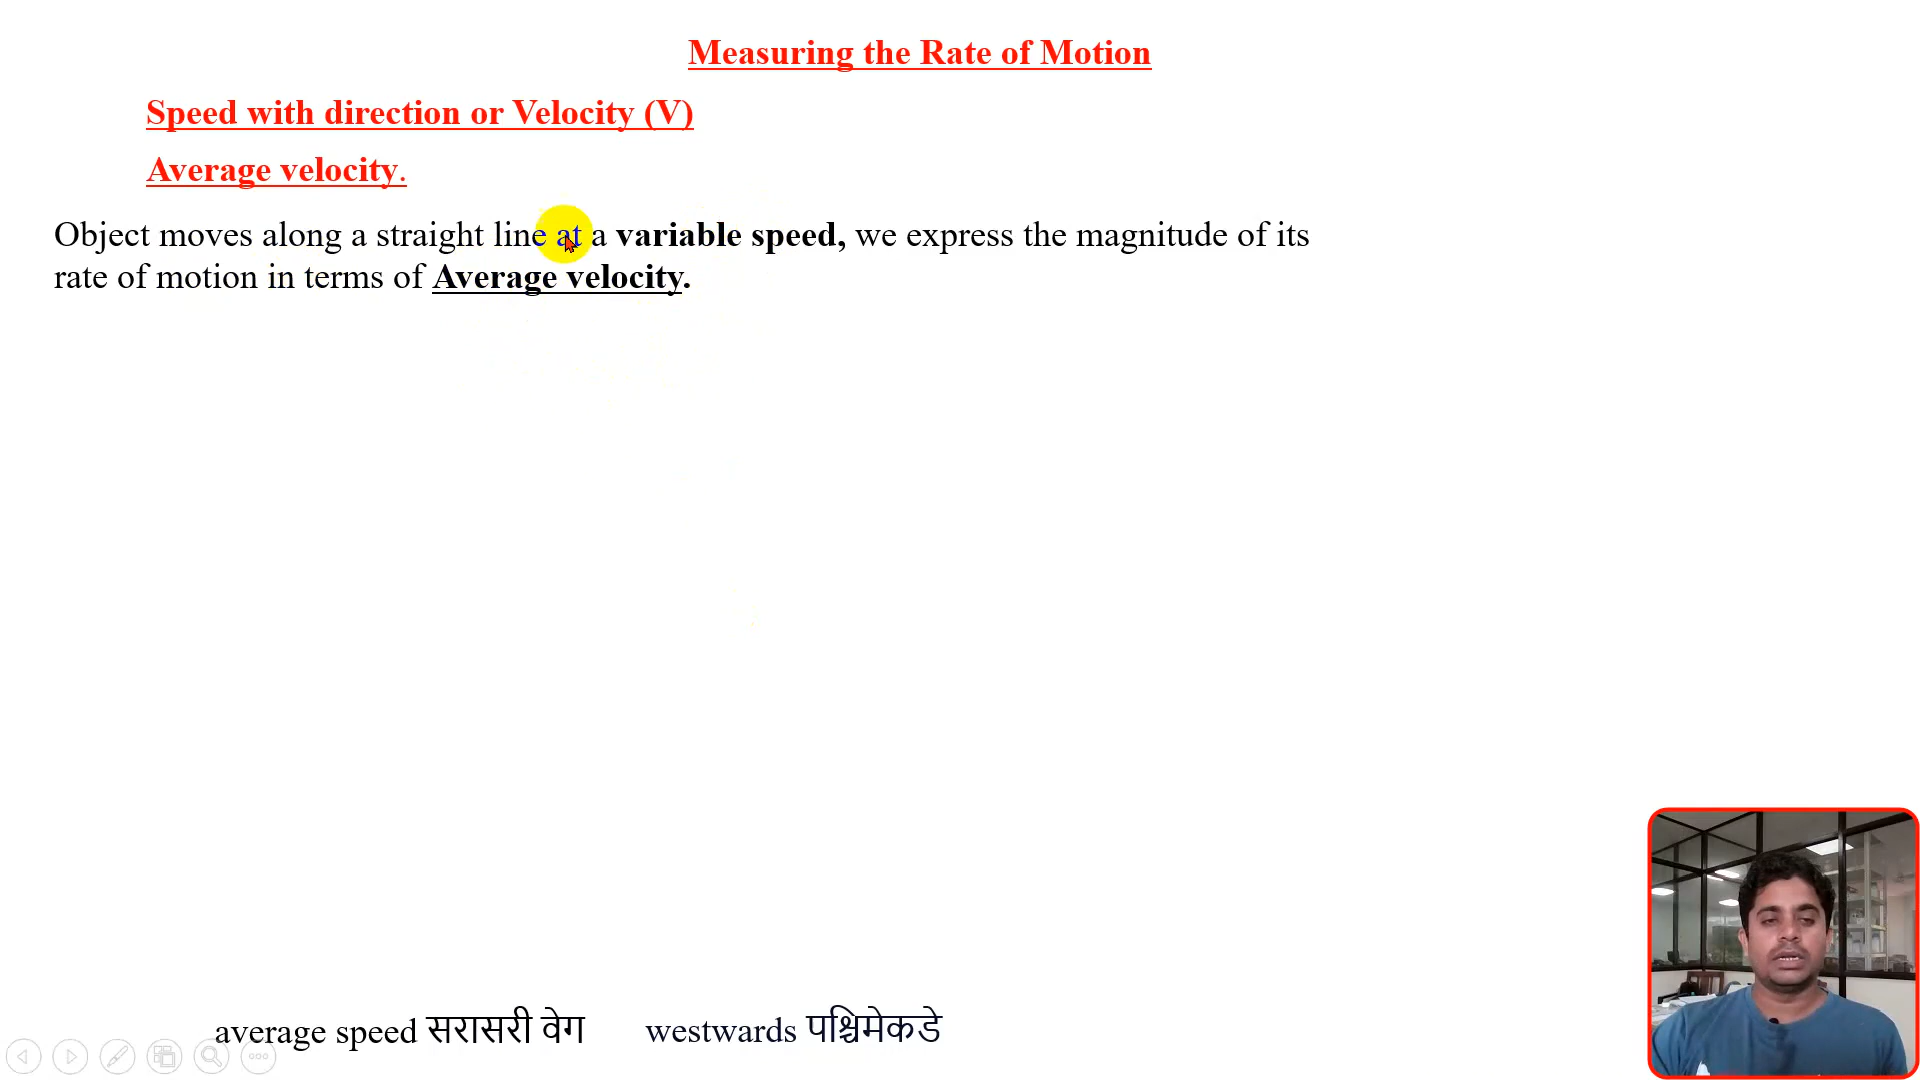 Measuring the Rate of Motion
Speed with direction or Velocity (V)
Average velocity.
Object moves along a straight line at a variable speed, we express the magnitude of its
rate of motion in terms of Average velocity.
average speed सरासरी वेग westwards पश्चिमेकडे